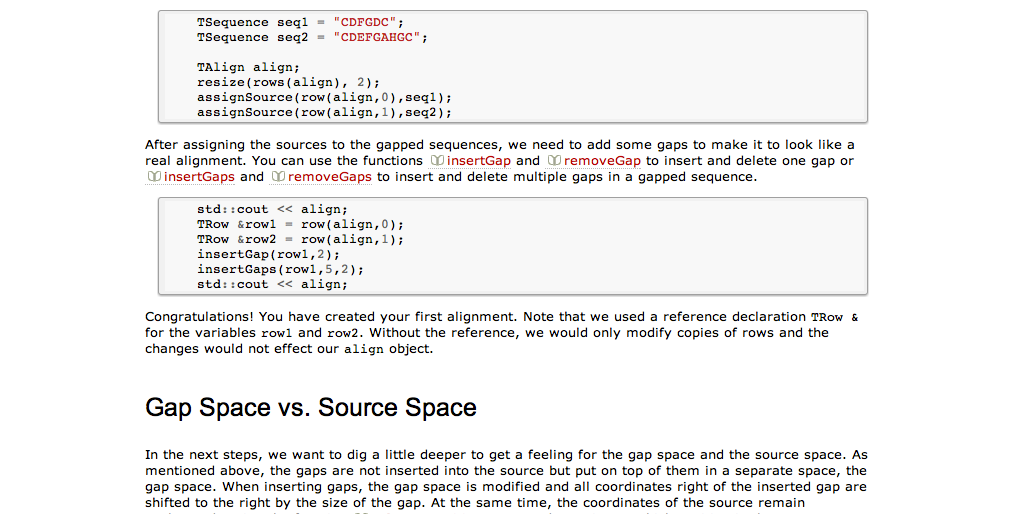 TSequence seq1 = "CDFGDC";
TSequence seq2 = "CDEFGAHGC";
TAlign align;
resize(rows(align), 2);
assignSource(row(align,0),seq1);
assignSource(row(align,1),seq2);
After assigning the sources to the gapped sequences, we need to add some gaps to make it to look like a
real alignment. You can use the functions insertGap and removeGap to insert and delete one gap or
insertGaps and removeGaps to insert and delete multiple gaps in a gapped sequence.
std::cout << align;
TRow &row1 = row(align,0);
TRow &row2 = row(align,1);
insertGap(row1,2);
insertGaps(row1,5,2);
std::cout << align;
Congratulations! You have created your first alignment. Note that we used a reference declaration TRow &
for the variables row1 and row2. Without the reference, we would only modify copies of rows and the
changes would not effect our align object.
Gap Space vs. Source Space
In the next steps, we want to dig a little deeper to get a feeling for the gap space and the source space. As
mentioned above, the gaps are not inserted into the source but put on top of them in a separate space, the
gap space. When inserting gaps, the gap space is modified and all coordinates right of the inserted gap are
shifted to the right by the size of the gap. At the same time, the coordinates of the source remain